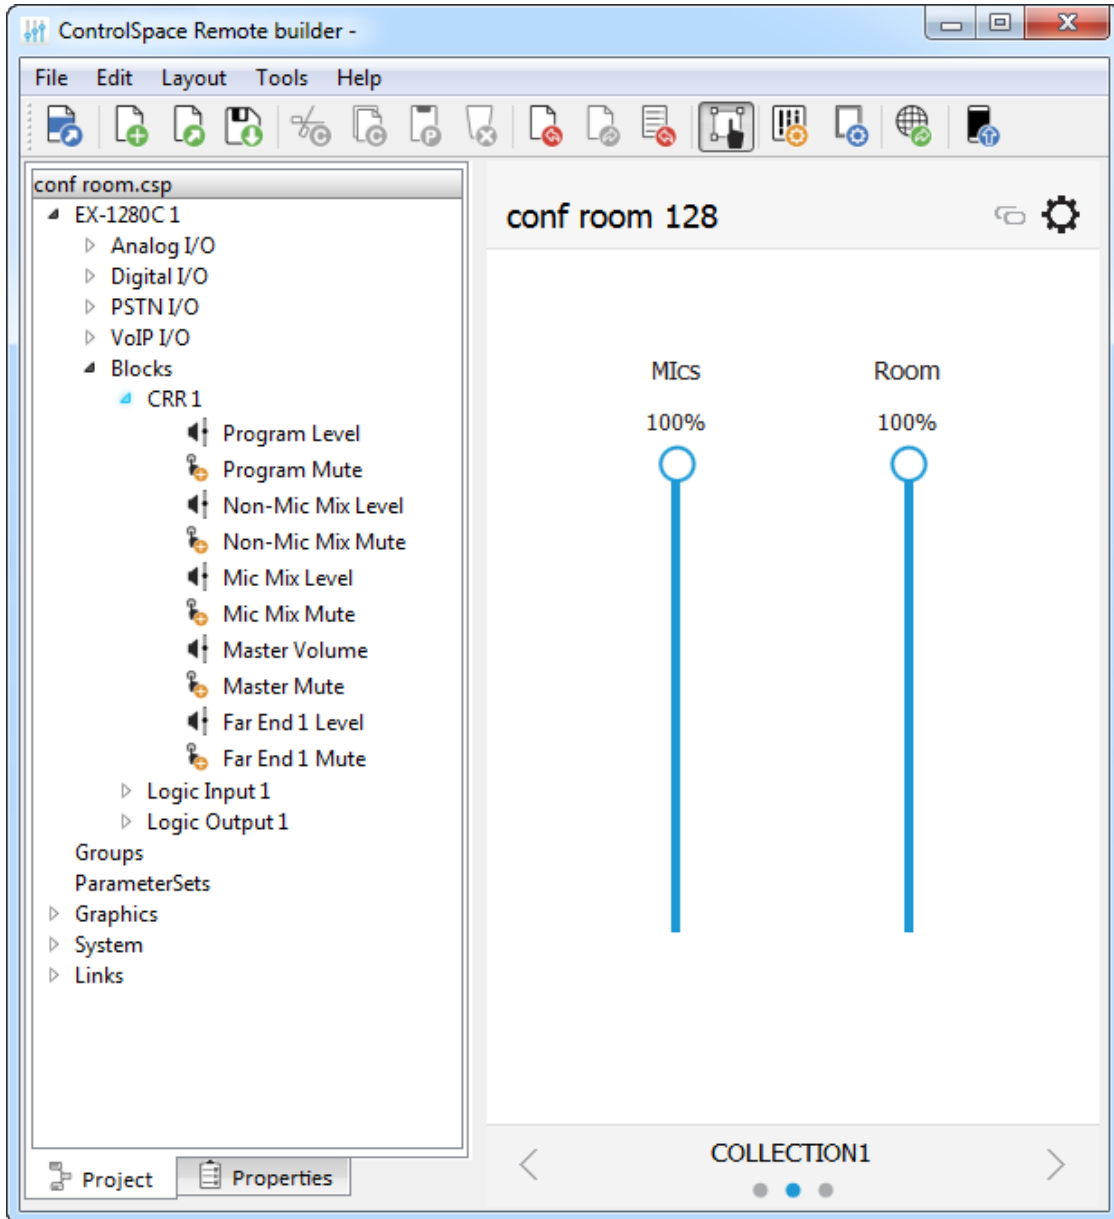 ControlSpace Remote builder -
File Edit Layout Tools Help
conf room.csp
EX-1280C 1
Analog I/O
Digital I/O
PSTN I/O
VoIP I/O
Blocks
CRR 1
Program Level
Program Mute
Non-Mic Mix Level
Non-Mic Mix Mute
Mic Mix Level
Mic Mix Mute
Master Volume
Master Mute
Far End 1 Level
Far End 1 Mute
Logic Input 1
Logic Output 1
Groups
ParameterSets
Graphics
System
Links
Project Properties
conf room 128
MIcs Room
100% 100%
COLLECTION1